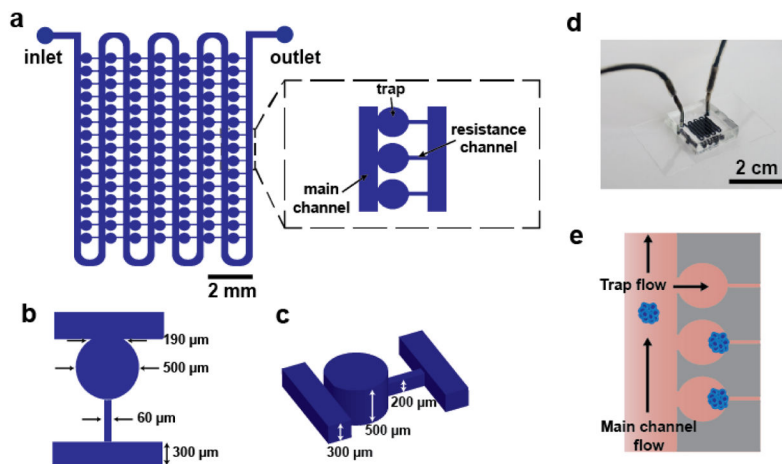 a
inlet
outlet
2 mm
trap
resistance
channel
main
channel
b
190 µm
500 µm
60 µm
300 µm
c
200 µm
500 µm
300 µm
d
2 cm
e
Trap flow
Main channel
flow